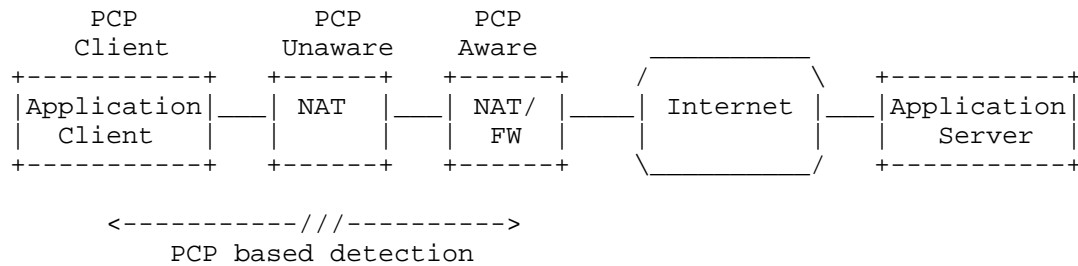 PCP PCP PCP
Client Unaware Aware
Application NAT NAT/ Internet Application
Client FW Server
<-----------///---------->
PCP based detection